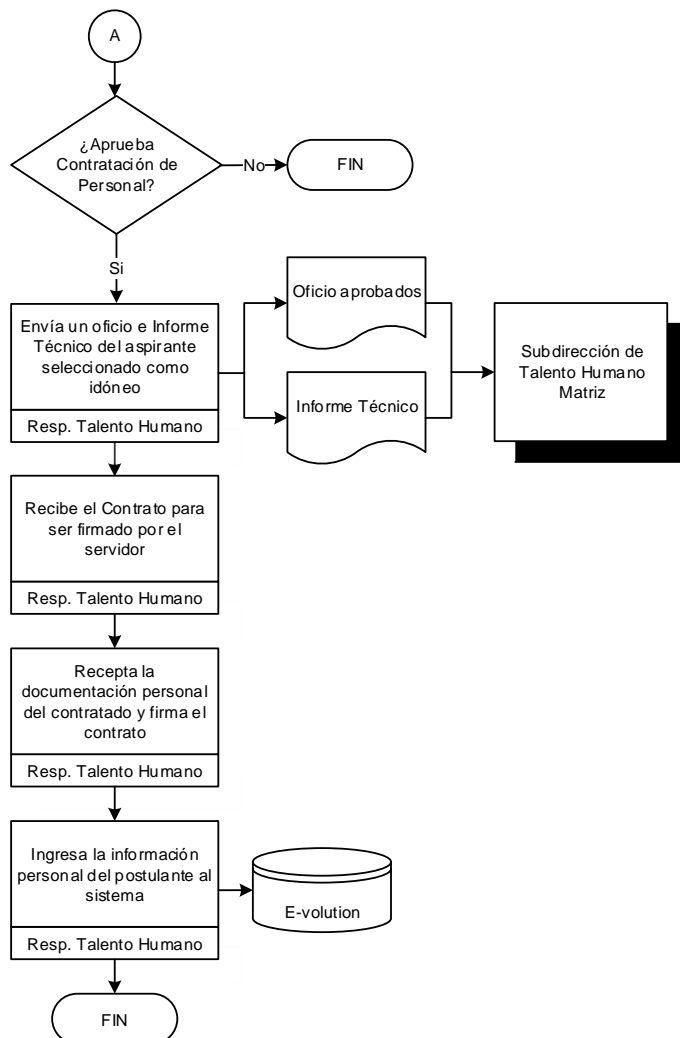 A
¿Aprueba
Contratación de
Personal?
No
FIN
Si
Envía un oficio e Informe
Técnico del aspirante
seleccionado como
idóneo
Resp. Talento Humano
Oficio aprobados
Informe Técnico
Subdirección de
Talento Humano
Matriz
Recibe el Contrato para
ser firmado por el
servidor
Resp. Talento Humano
Recepta la
documentación personal
del contratado y firma el
contrato
Resp. Talento Humano
Ingresa la información
personal del postulante al
sistema
Resp. Talento Humano
E-volution
FIN